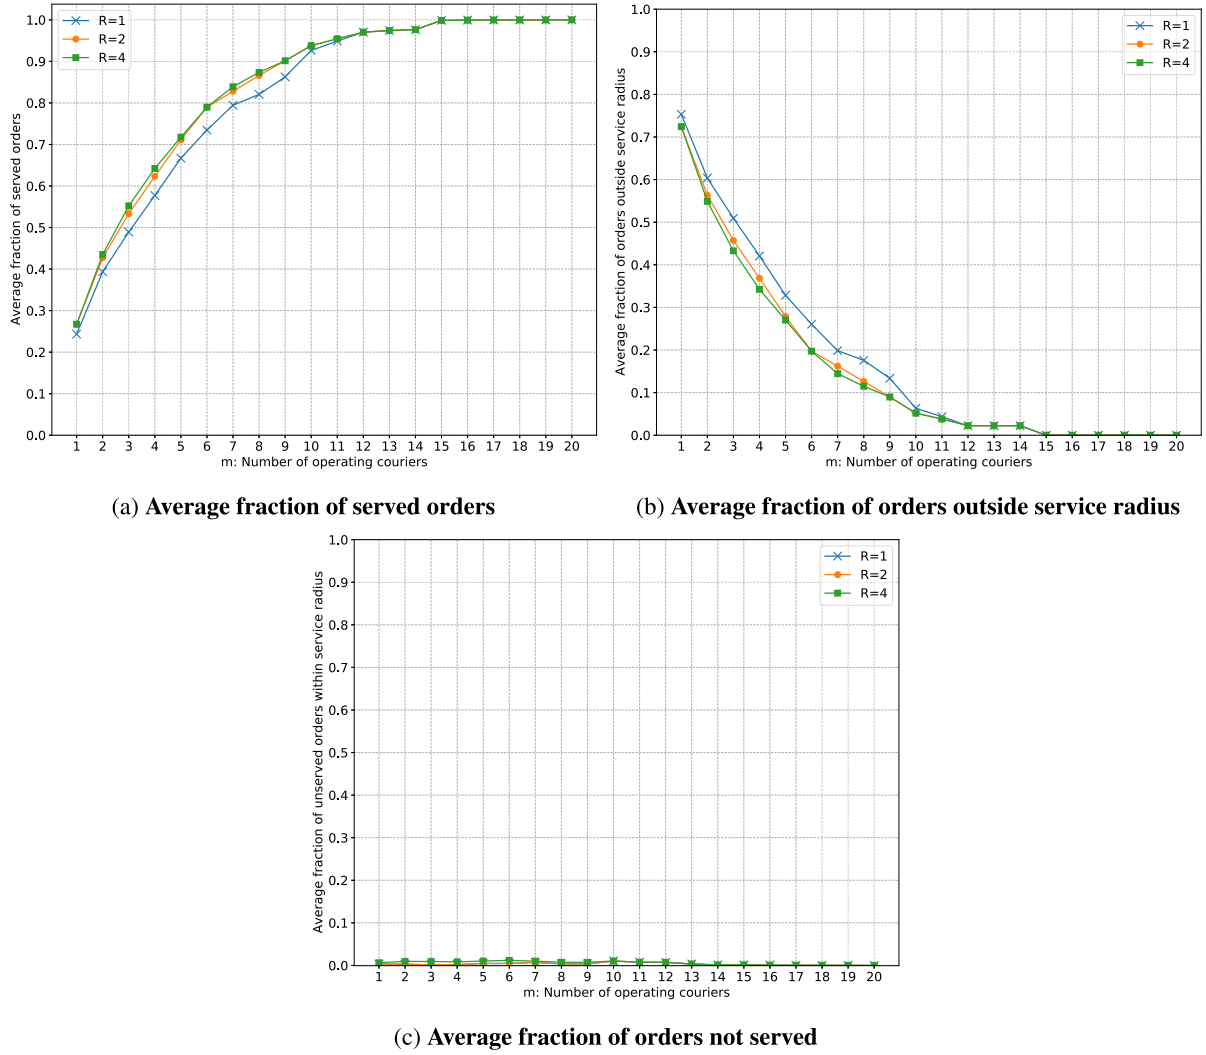 1.0
0.9
0.8
0.7
0.6
0.5
0.4
0.3
0.2
0.1
0.0
Average fraction of served orders
R=1
R=2
R=4
1 2 3 4 5 6 7 8 9 10 11 12 13 14 15 16 17 18 19 20
m: Number of operating couriers
(a) Average fraction of served orders
1.0
0.9
0.8
0.7
0.6
0.5
0.4
0.3
0.2
0.1
0.0
Average fraction of orders outside service radius
R=1
R=2
R=4
1 2 3 4 5 6 7 8 9 10 11 12 13 14 15 16 17 18 19 20
m: Number of operating couriers
(b) Average fraction of orders outside service radius
1.0
0.9
0.8
0.7
0.6
0.5
0.4
0.3
0.2
0.1
0.0
Average fraction of unserved orders within service radius
R=1
R=2
R=4
1 2 3 4 5 6 7 8 9 10 11 12 13 14 15 16 17 18 19 20
m: Number of operating couriers
(c) Average fraction of orders not served